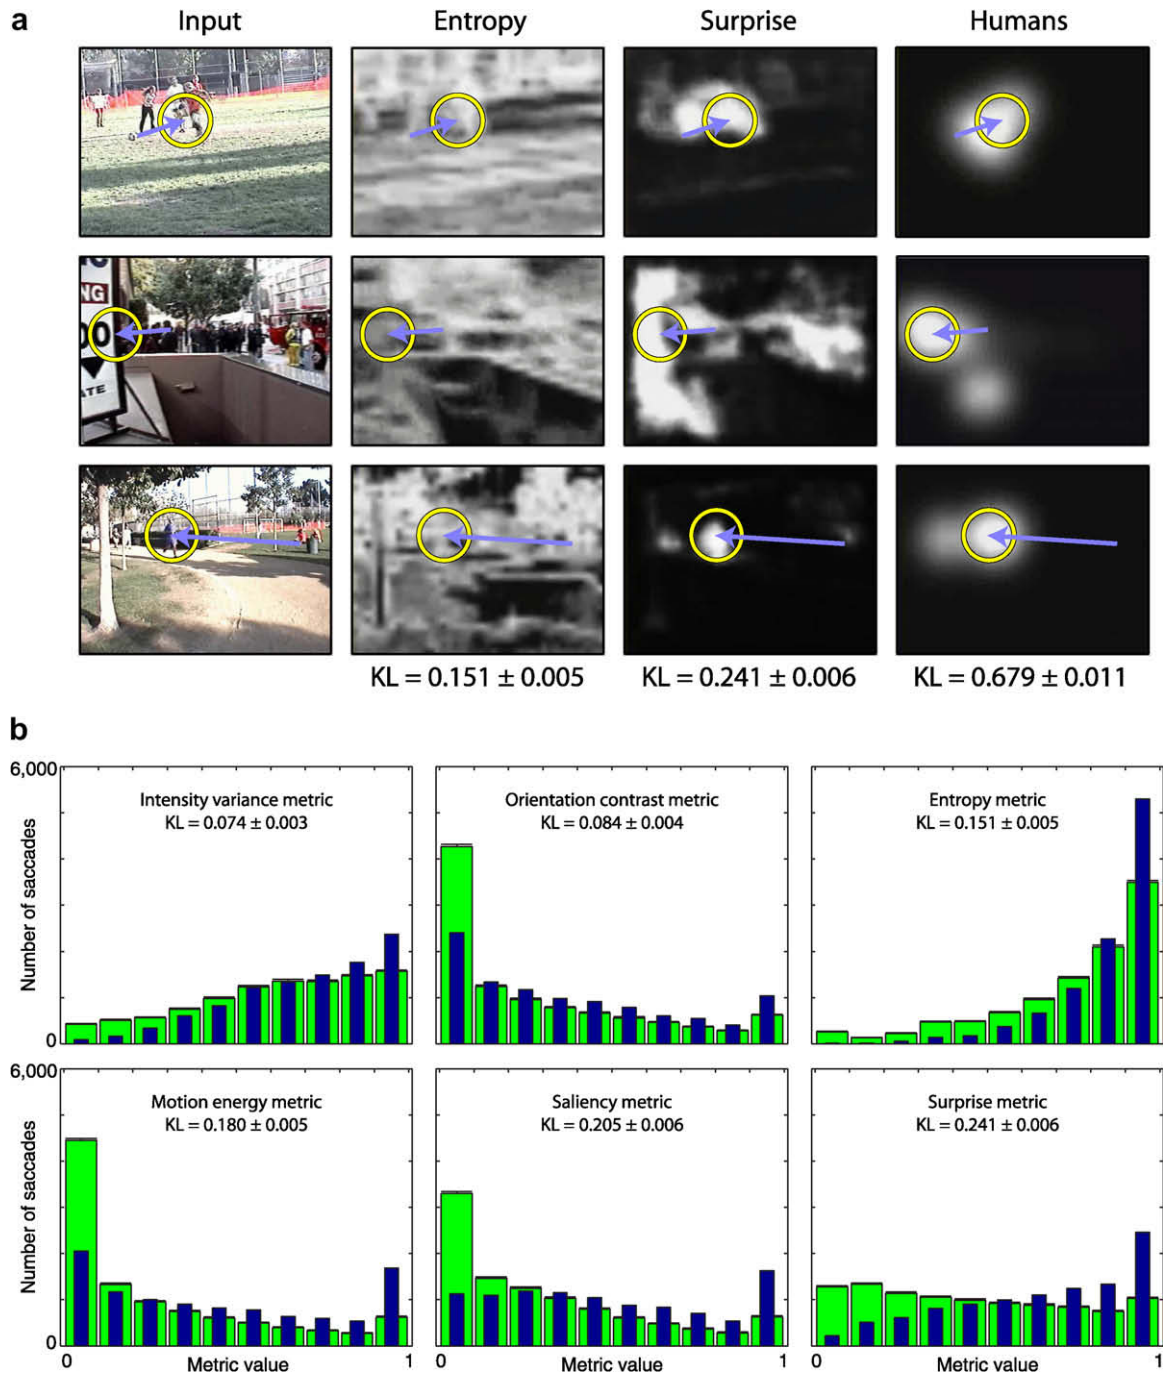 a
Input Entropy Surprise Humans
NG
00
ATE
KL = 0.151 ± 0.005 KL = 0.241 ± 0.006 KL = 0.679 ± 0.011
b
6,000
Number of saccades
0
Intensity variance metric
KL = 0.074 ± 0.003
Orientation contrast metric
KL = 0.084 ± 0.004
Entropy metric
KL = 0.151 ± 0.005
6,000
Number of saccades
0
Motion energy metric
KL = 0.180 ± 0.005
Saliency metric
KL = 0.205 ± 0.006
Surprise metric
KL = 0.241 ± 0.006
0 Metric value 1
0 Metric value 1
0 Metric value 1